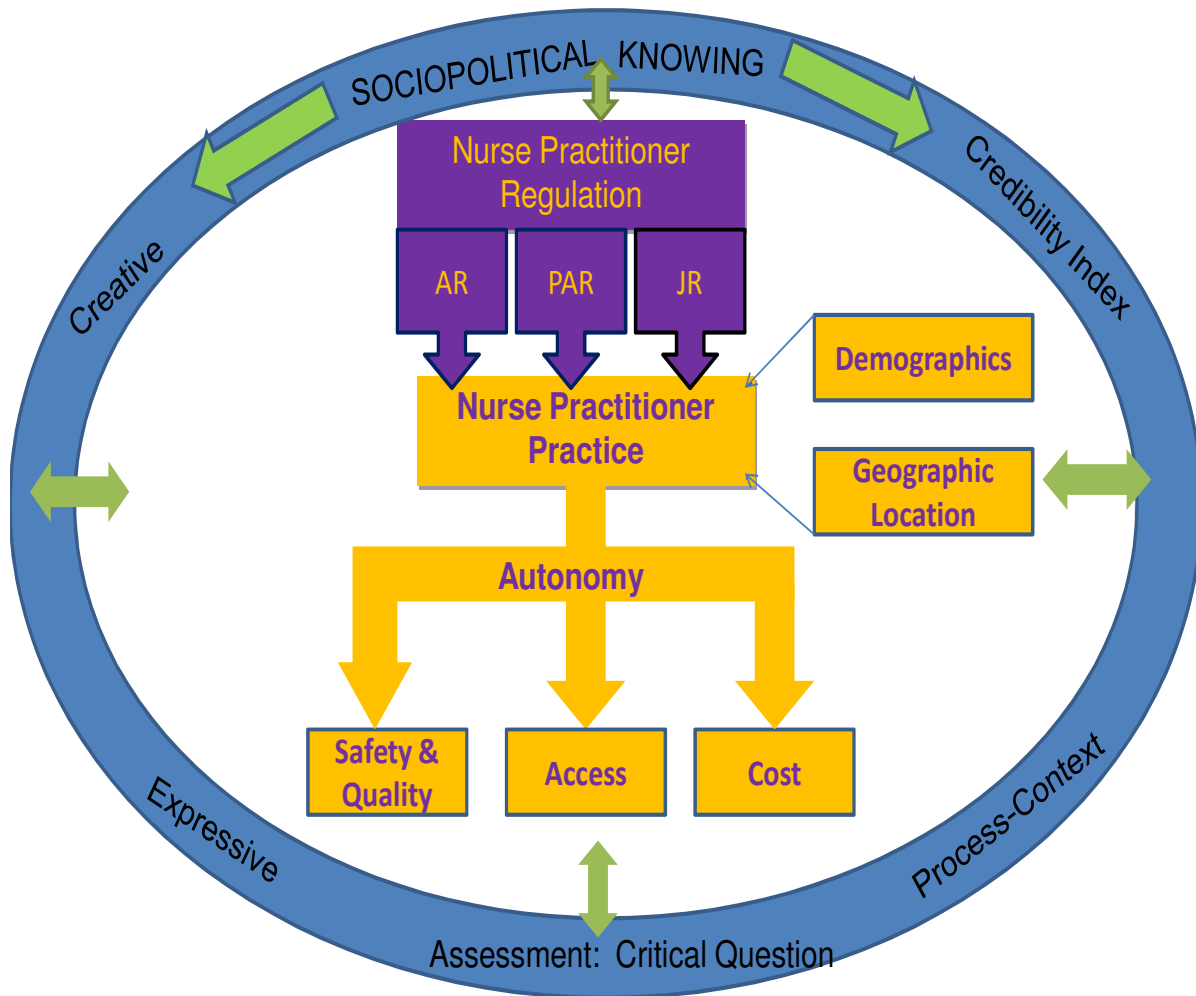 SOCIOPOLITICAL KNOWING
Nurse Practitioner
Regulation
Credibility Index
Creative
AR
PAR
JR
Demographics
Nurse Practitioner
Practice
Geographic
Location
Autonomy
Safety &
Quality
Access
Cost
Expressive
Process-Context
Assessment: Critical Question